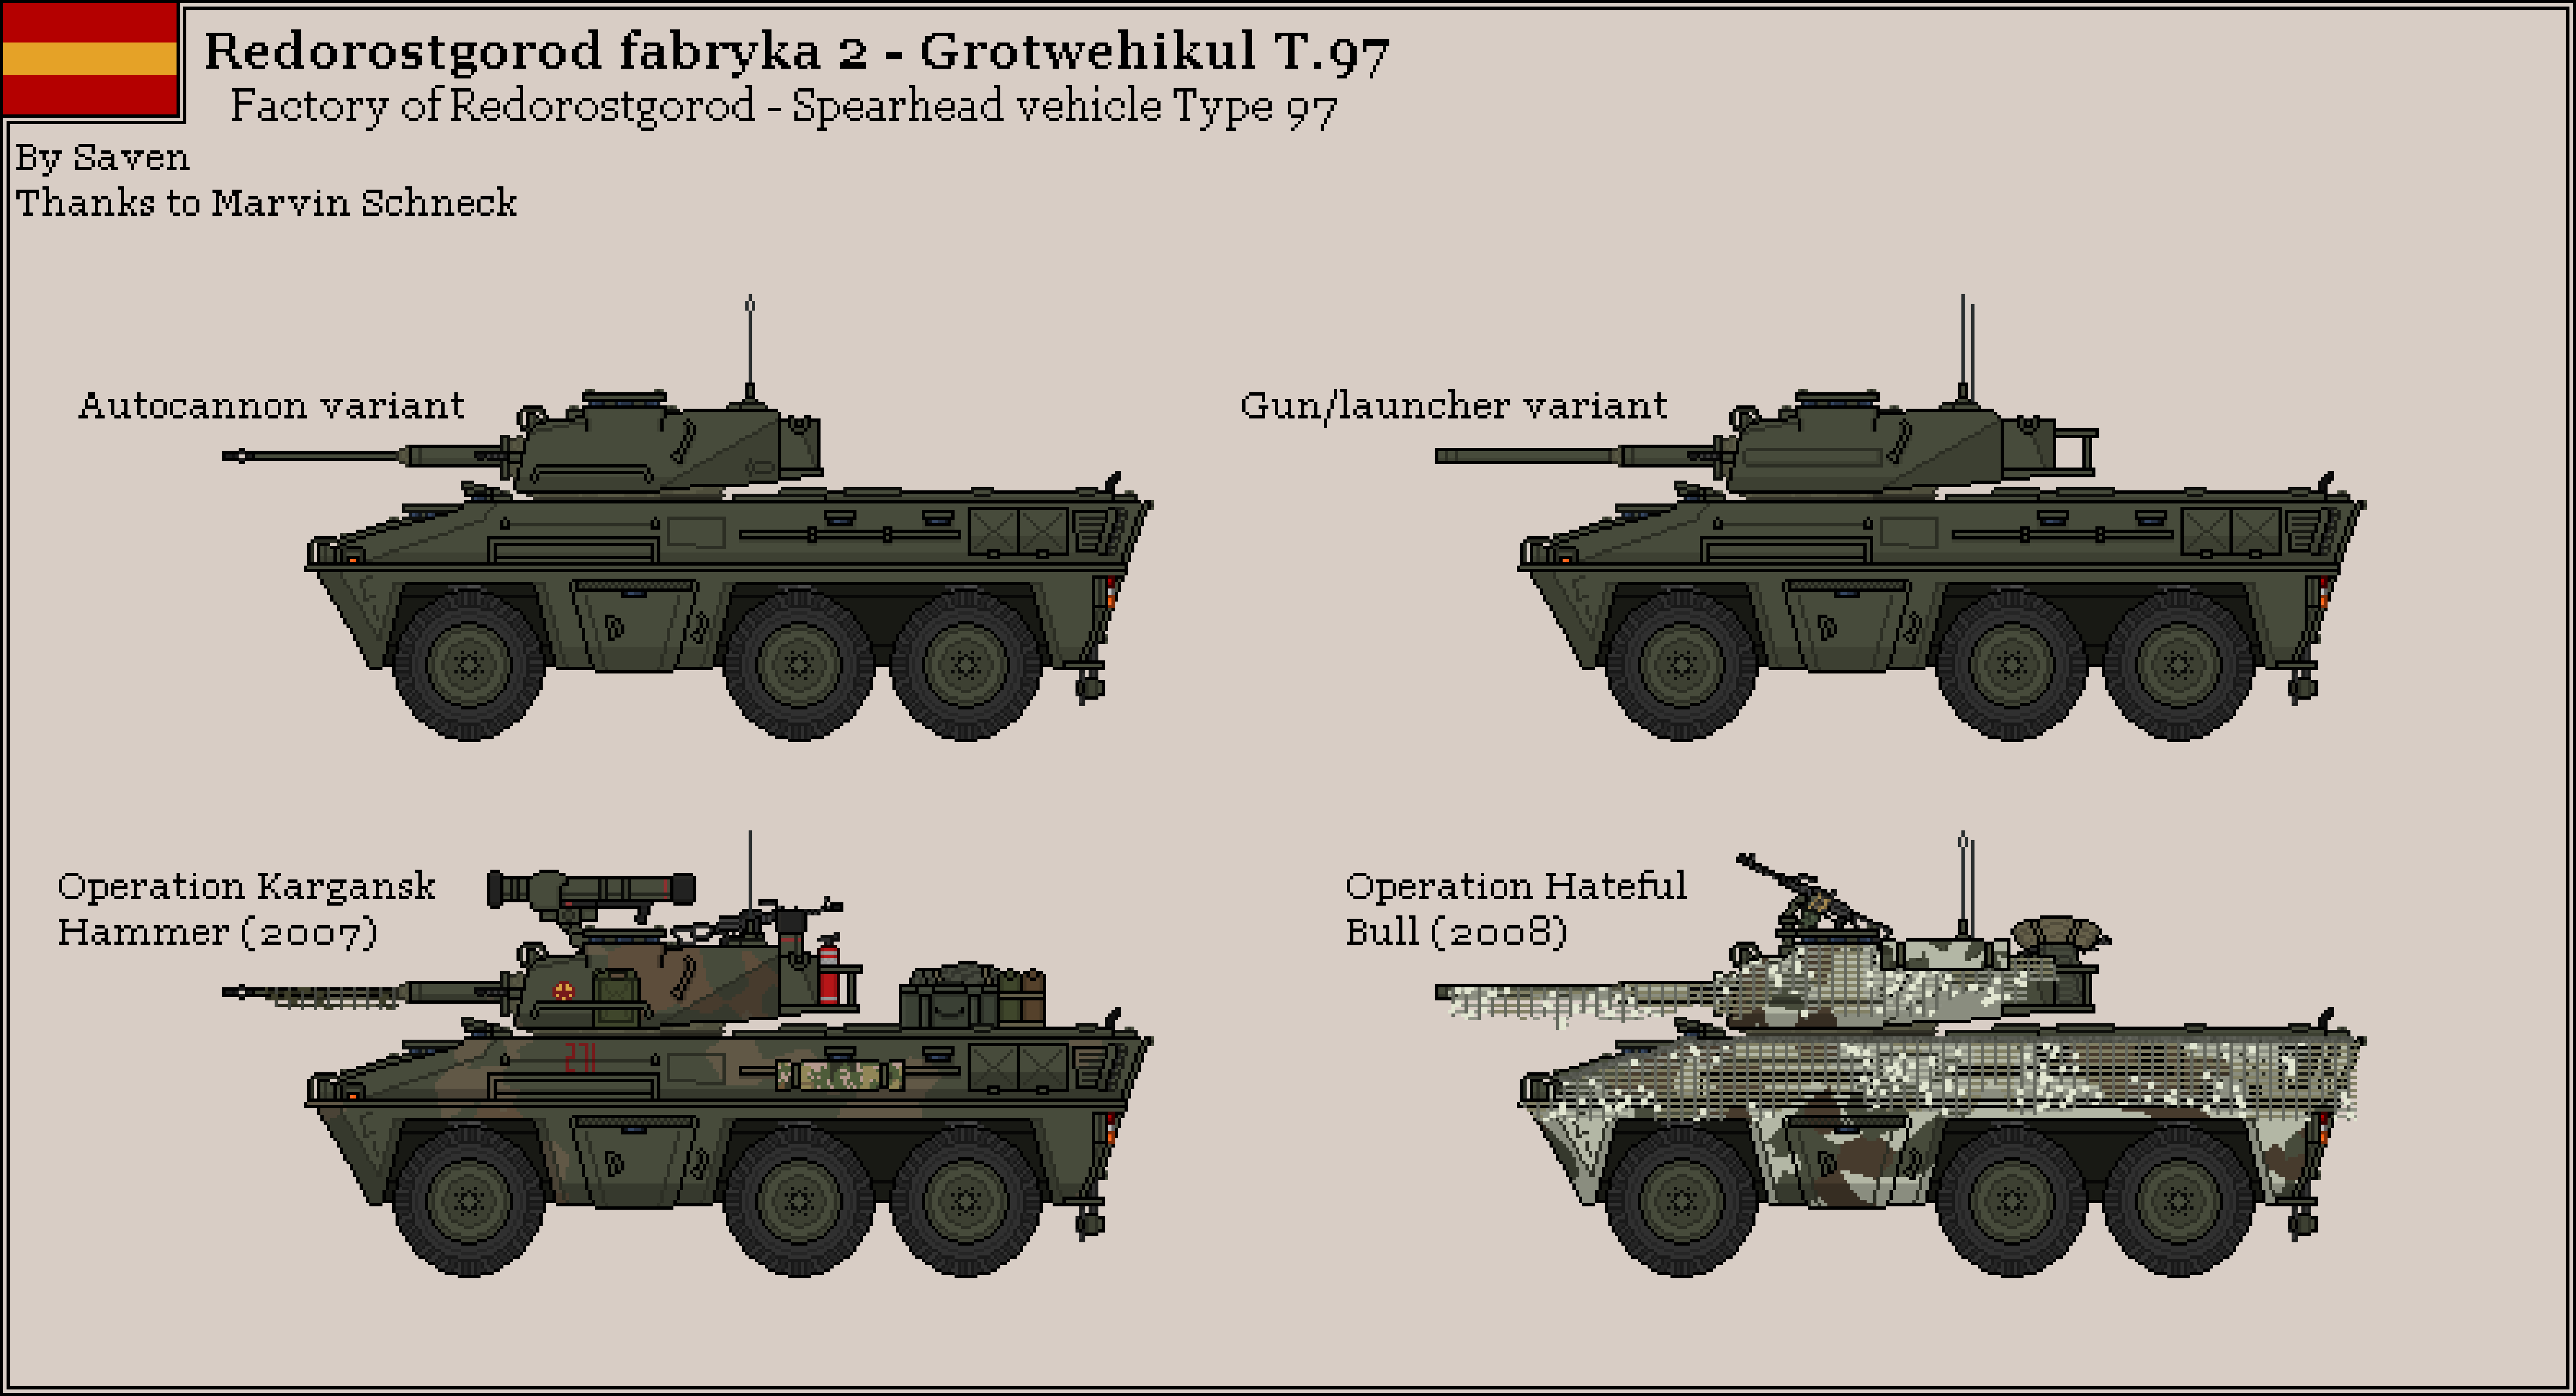 Redorostgorod fabryka 2 - Grotwehikul T.97
Factory of Redorostgorod - Spearhead vehicle Type 97
By Saven
Thanks to Marvin Schneck
Autocannon variant
Gun/launcher variant
Operation Kargansk
Hammer (2007)
Operation Hateful
Bull (2008)
271